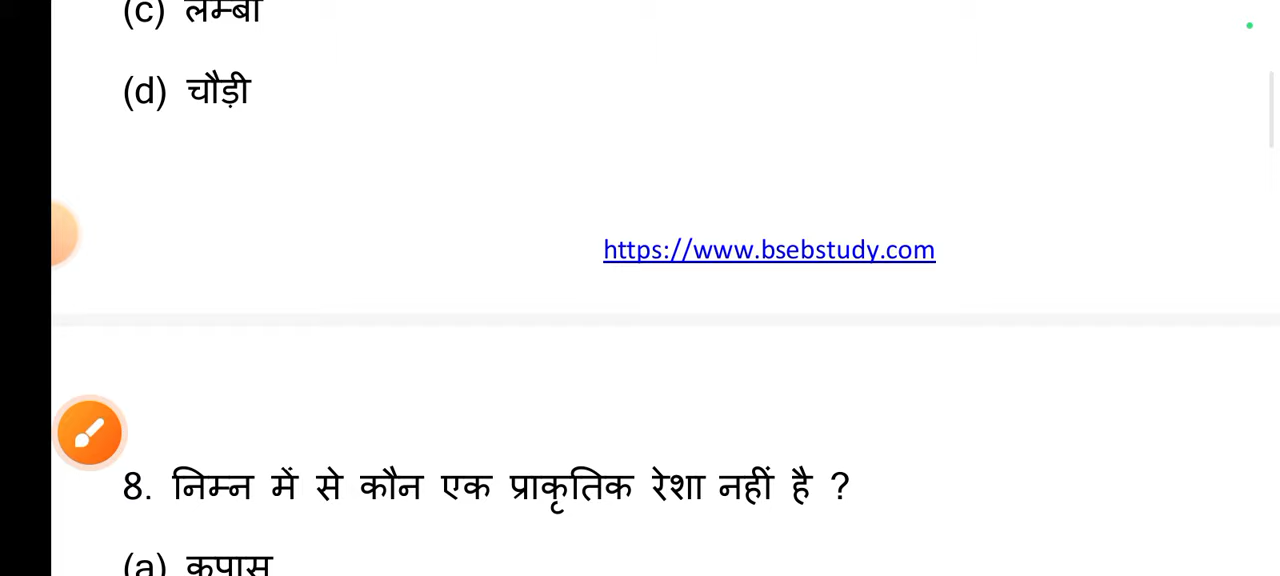 (c) लम्बी
(d) चौड़ी
https://www.bsebstudy.com
8. निम्न में से कौन एक प्राकृतिक रेशा नहीं है ?
(a) कपास